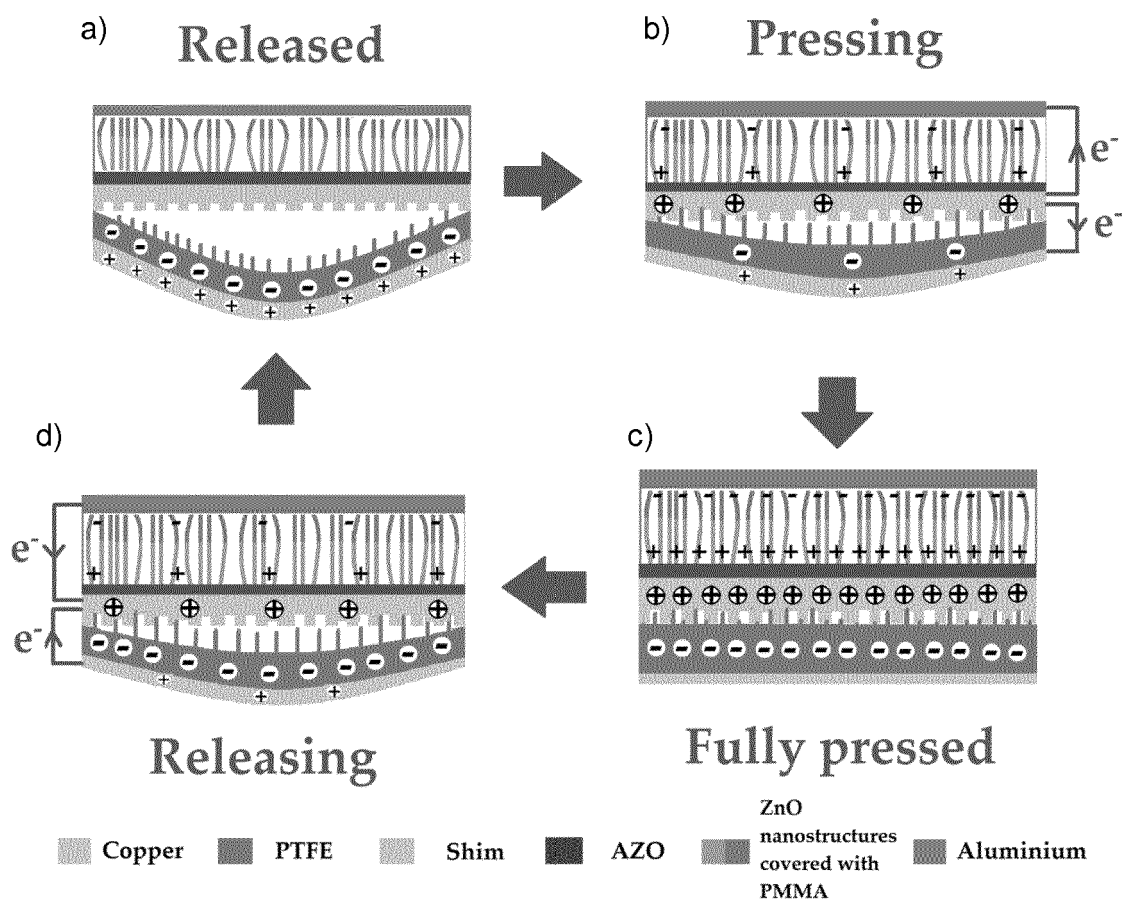 a)
Released
b)
Pressing
e-
e-
d)
c)
e-
e-
Releasing
Fully pressed
Copper
PTFE
Shim
AZO
ZnO
nanostructures
covered with
PMMA
Aluminium